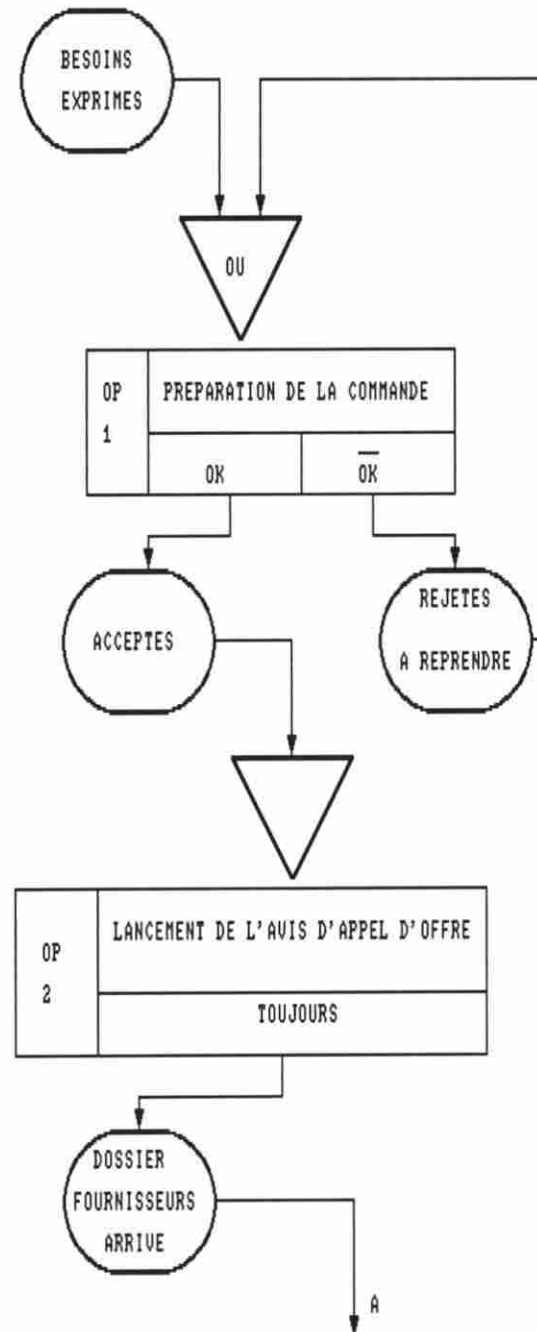 BESOINS
EXPRIMES
OU
OP
1
PREPARATION DE LA COMMANDE
OK
O̅K̅
ACCEPTES
REJETES
A REPRENDRE
OP
2
LANCEMENT DE L'AVIS D'APPEL D'OFFRE
TOUJOURS
DOSSIER
FOURNISSEURS
ARRIVE
A